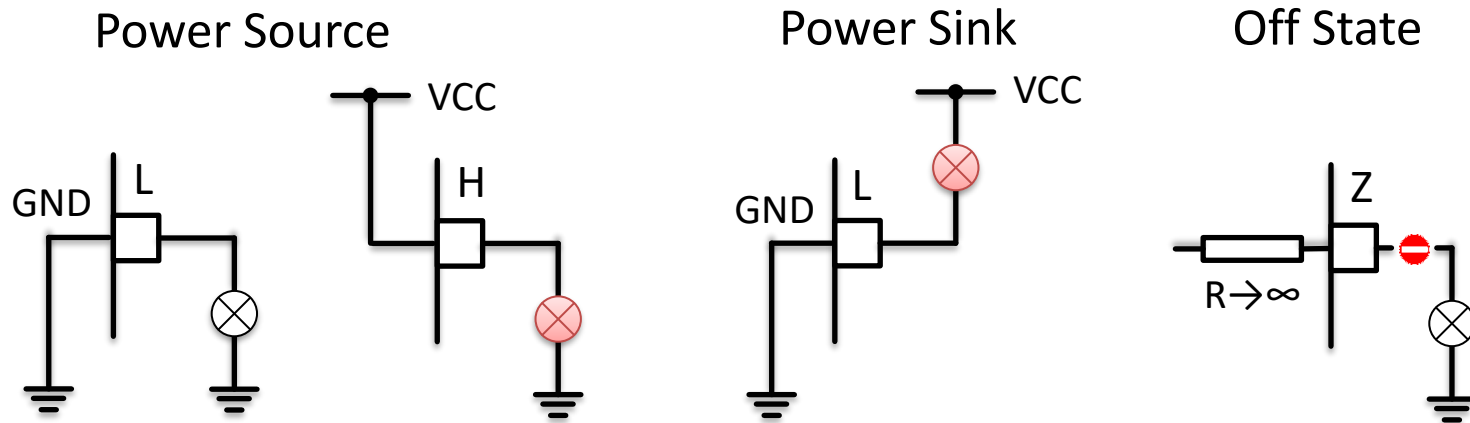 Power Source
Power Sink
Off State
VCC
VCC
L
H
L
Z
GND
GND
R→∞